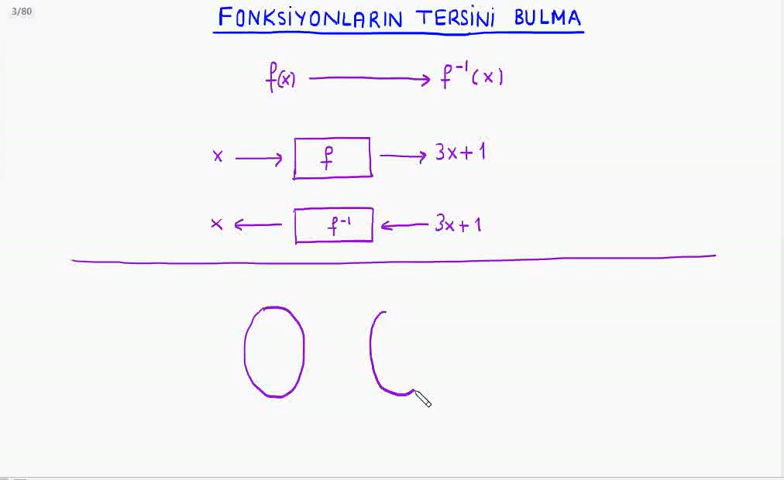 3/80
FONKSİYONLARIN TERSİNİ BULMA
f(x) → f⁻¹(x)
x → f → 3x+1
x ← f⁻¹ ← 3x+1